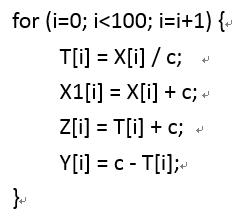 for (i=0; i<100; i=i+1) {
T[i] = X[i] / c;
X1[i] = X[i] + c;
Z[i] = T[i] + c;
Y[i] = c - T[i];
}